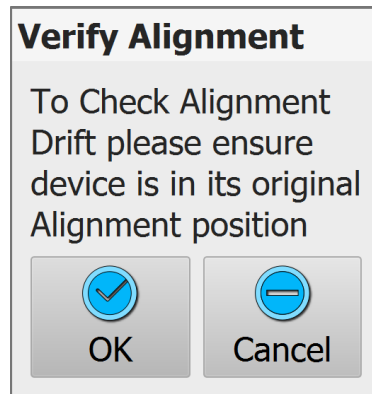 Verify Alignment
To Check Alignment
Drift please ensure
device is in its original
Alignment position
OK
Cancel